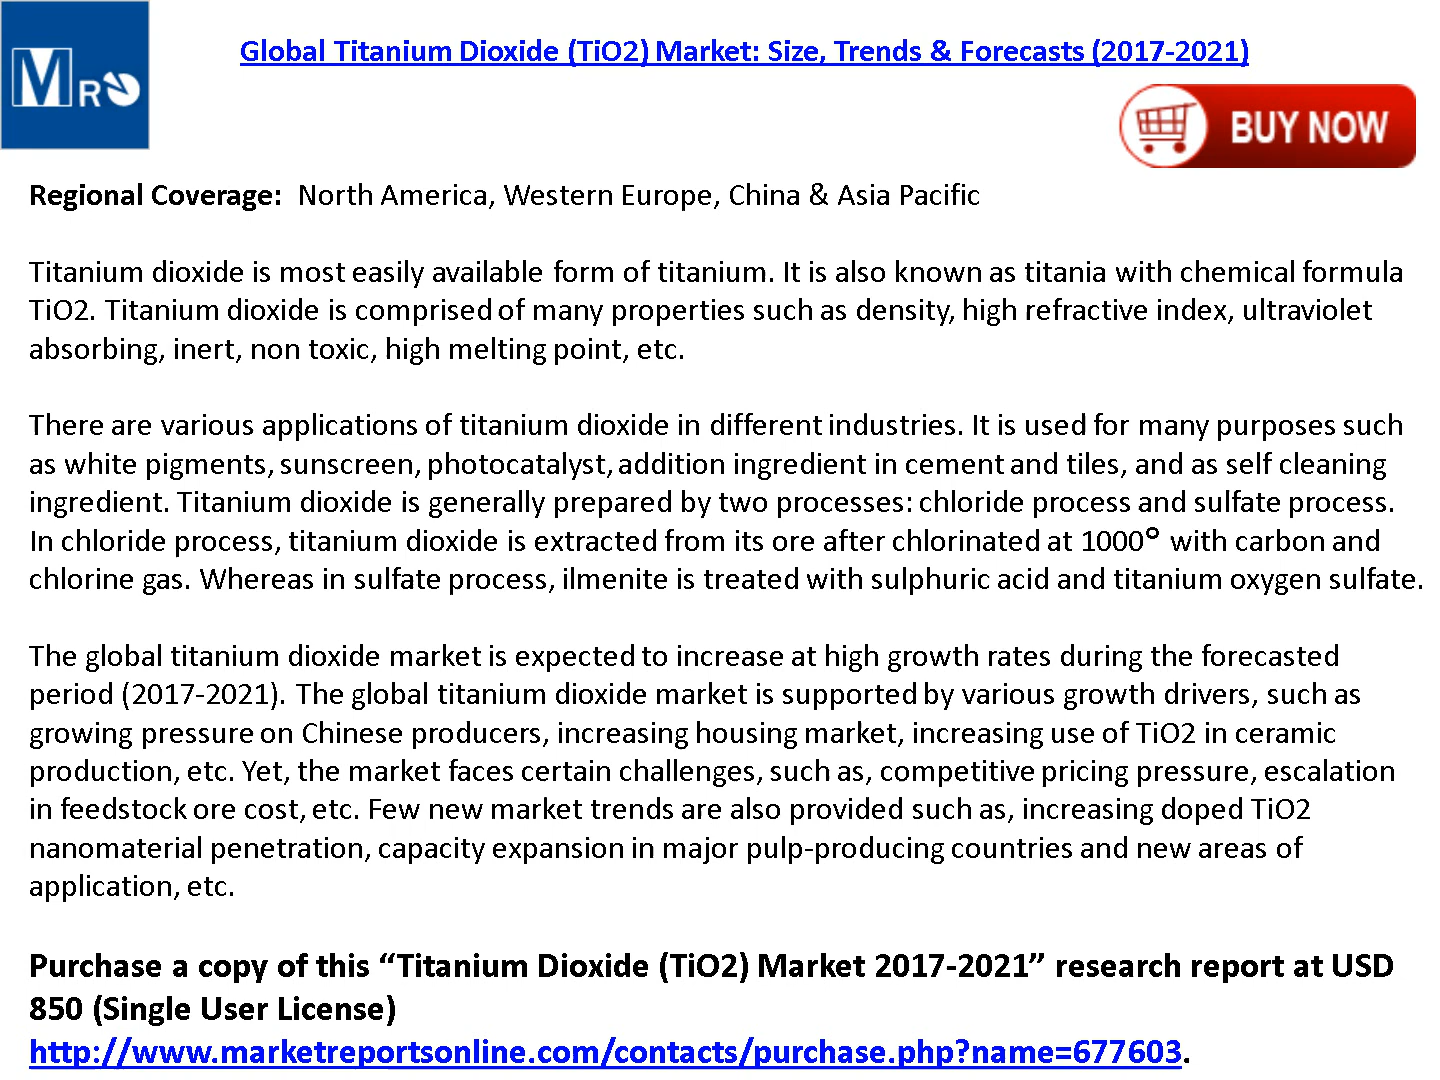 MRO
Global Titanium Dioxide (TiO2) Market: Size, Trends & Forecasts (2017-2021)
BUY NOW
Regional Coverage: North America, Western Europe, China & Asia Pacific
Titanium dioxide is most easily available form of titanium. It is also known as titania with chemical formula
TiO2. Titanium dioxide is comprised of many properties such as density, high refractive index, ultraviolet
absorbing, inert, non toxic, high melting point, etc.
There are various applications of titanium dioxide in different industries. It is used for many purposes such
as white pigments, sunscreen, photocatalyst, addition ingredient in cement and tiles, and as self cleaning
ingredient. Titanium dioxide is generally prepared by two processes: chloride process and sulfate process.
In chloride process, titanium dioxide is extracted from its ore after chlorinated at 1000° with carbon and
chlorine gas. Whereas in sulfate process, ilmenite is treated with sulphuric acid and titanium oxygen sulfate.
The global titanium dioxide market is expected to increase at high growth rates during the forecasted
period (2017-2021). The global titanium dioxide market is supported by various growth drivers, such as
growing pressure on Chinese producers, increasing housing market, increasing use of TiO2 in ceramic
production, etc. Yet, the market faces certain challenges, such as, competitive pricing pressure, escalation
in feedstock ore cost, etc. Few new market trends are also provided such as, increasing doped TiO2
nanomaterial penetration, capacity expansion in major pulp-producing countries and new areas of
application, etc.
Purchase a copy of this “Titanium Dioxide (TiO2) Market 2017-2021” research report at USD
850 (Single User License)
http://www.marketreportsonline.com/contacts/purchase.php?name=677603.